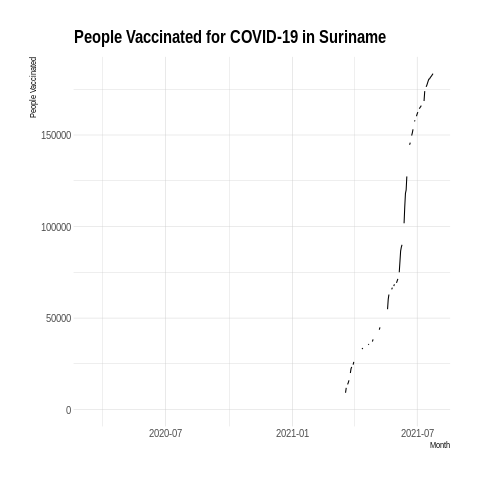 People Vaccinated for COVID-19 in Suriname
People Vaccinated
150000
100000
50000
0
2020-07
2021-01
2021-07
Month